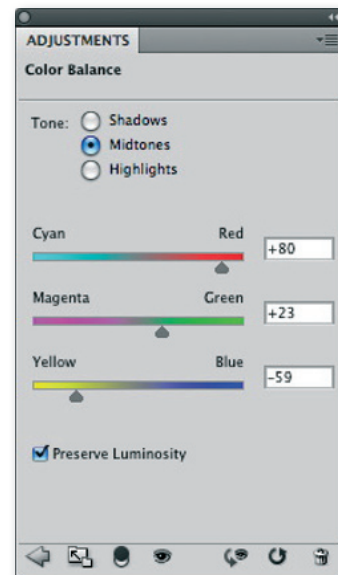 ADJUSTMENTS
Color Balance
Tone: Shadows
Midtones
Highlights
Cyan Red
+80
Magenta Green
+23
Yellow Blue
-59
Preserve Luminosity